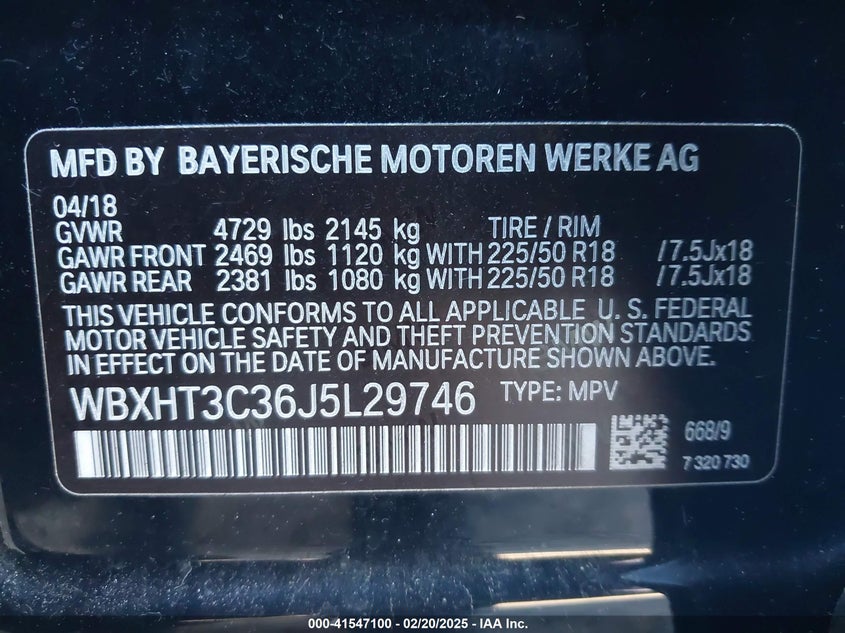 MFD BY BAYERISCHE MOTOREN WERKE AG
04/18
GVWR 4729 lbs 2145 kg TIRE / RIM
GAWR FRONT 2469 lbs 1120 kg WITH 225/50 R18 / 7.5Jx18
GAWR REAR 2381 lbs 1080 kg WITH 225/50 R18 / 7.5Jx18
THIS VEHICLE CONFORMS TO ALL APPLICABLE U. S. FEDERAL
MOTOR VEHICLE SAFETY AND THEFT PREVENTION STANDARDS
IN EFFECT ON THE DATE OF MANUFACTURE SHOWN ABOVE.
WBXHT3C36J5L29746 TYPE: MPV
668/9
7 320 730
000-41547100 - 02/20/2025 - IAA Inc.